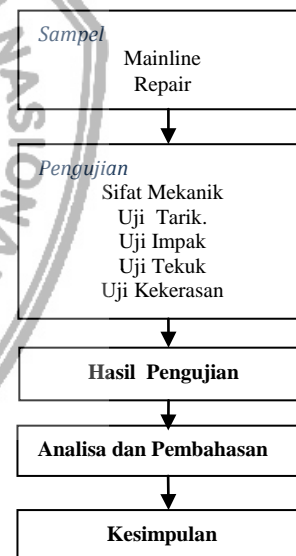 Sampel
Mainline
Repair
Pengujian
Sifat Mekanik
Uji Tarik.
Uji Impak
Uji Tekuk
Uji Kekerasan
Hasil Pengujian
Analisa dan Pembahasan
Kesimpulan
NASIONA